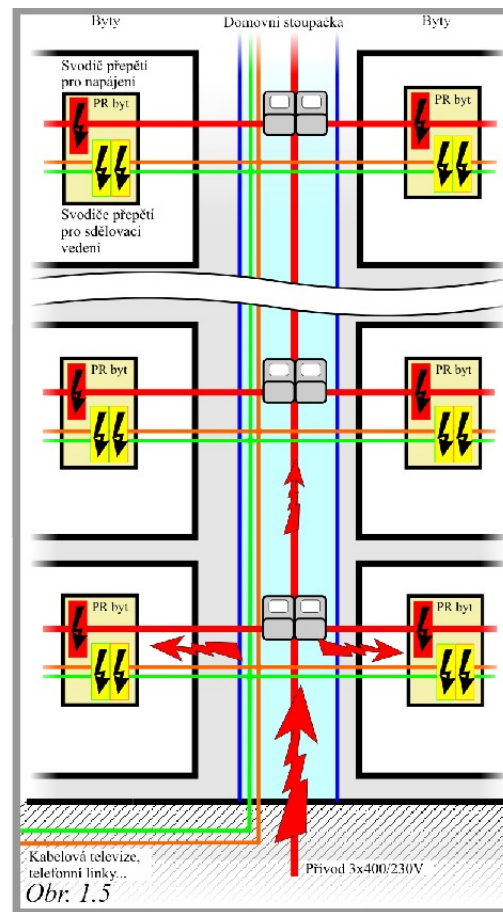 Byty
Domovní stoupačka
Byty
Svodič přepětí
pro napájení
PR byt
PR byt
Svodiče přepětí
pro sdělovací
vedení
PR byt
PR byt
PR byt
PR byt
Kabelová televize,
telefonní linky...
Přívod 3x400/230V
Obr. 1.5